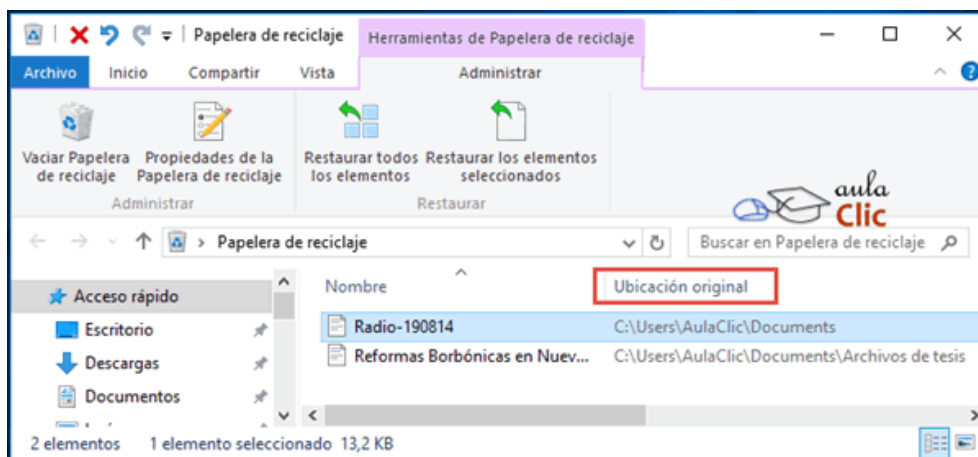 Papelera de reciclaje
Herramientas de Papelera de reciclaje
Archivo Inicio Compartir Vista Administrar
Vaciar Papelera de reciclaje
Propiedades de la Papelera de reciclaje
Restaurar todos los elementos
Restaurar los elementos seleccionados
Administrar Restaurar
aula
Clic
Papelera de reciclaje
Buscar en Papelera de reciclaje
Acceso rápido
Escritorio
Descargas
Documentos
Nombre Ubicación original
Radio-190814 C:\Users\AulaClic\Documents
Reformas Borbónicas en Nuev... C:\Users\AulaClic\Documents\Archivos de tesis
2 elementos 1 elemento seleccionado 13,2 KB